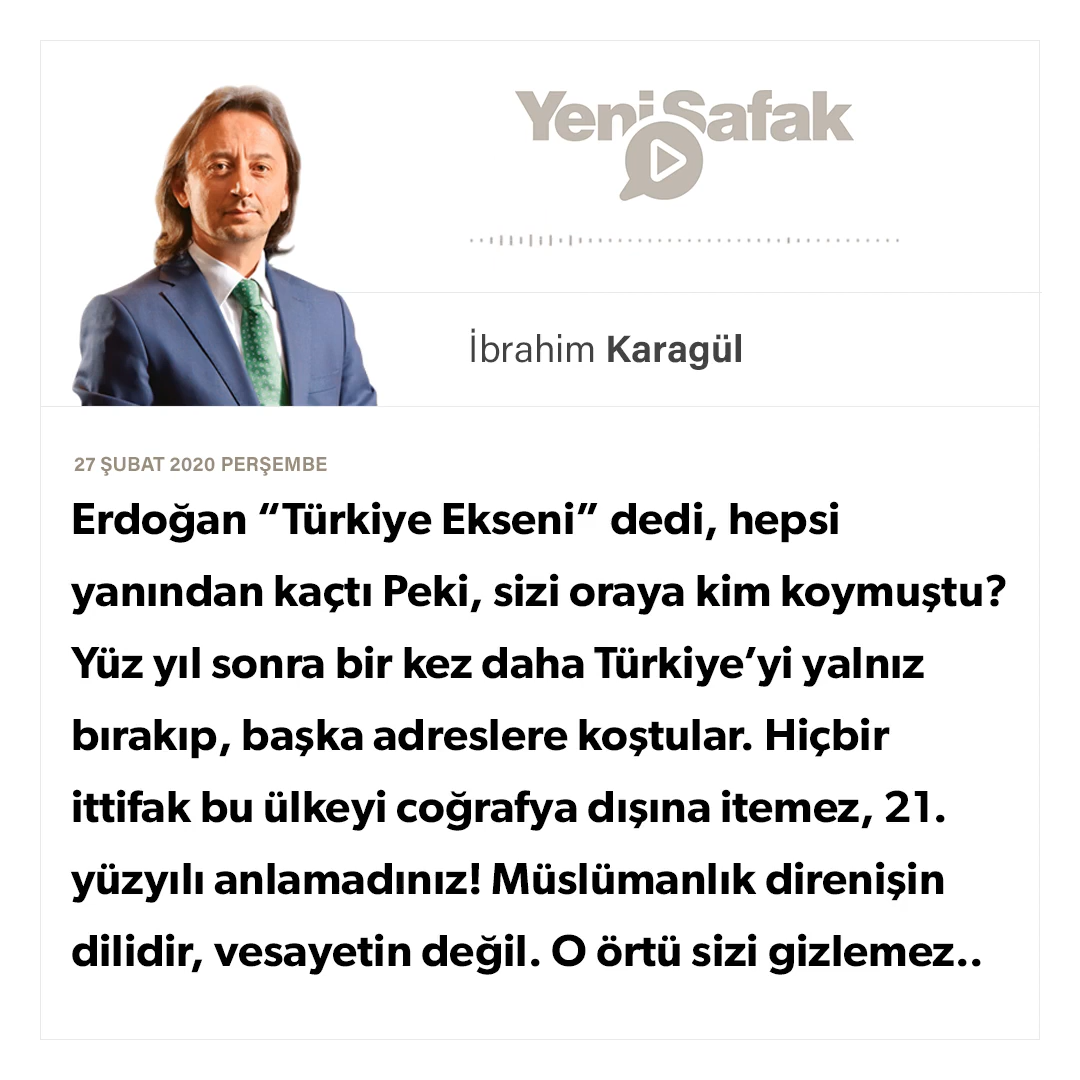 YeniSafak
İbrahim Karagül
27 ŞUBAT 2020 PERŞEMBE
Erdoğan “Türkiye Ekseni” dedi, hepsi
yanından kaçtı Peki, sizi oraya kim koymuştu?
Yüz yıl sonra bir kez daha Türkiye’yi yalnız
bırakıp, başka adreslere koştular. Hiçbir
ittifak bu ülkeyi coğrafya dışına itemez, 21.
yüzyılı anlamadınız! Müslümanlık direnişin
dilidir, vesayetin değil. O örtü sizi gizlemez..